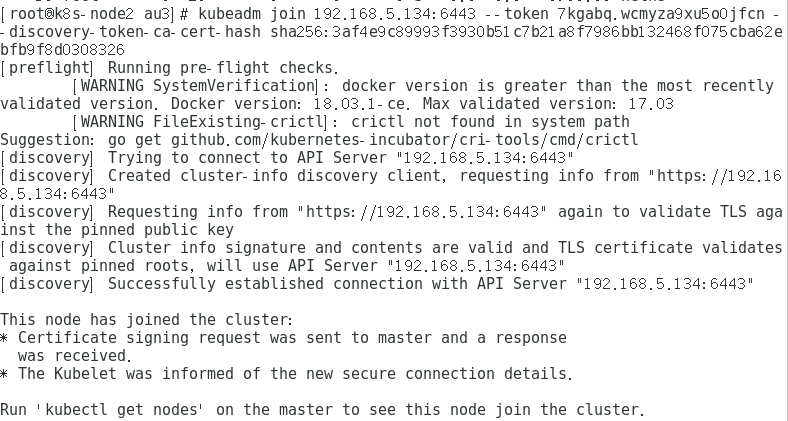 [root@k8s-node2 au3]# kubeadm join 192.168.5.134:6443 --token 7kgabq.wcmyza9xu5o0jfcn -
-discovery-token-ca-cert-hash sha256:3af4e9c89993f3930b51c7b21a8f7986bb132468f075cba62e
bfb9f8d0308326
[preflight] Running pre-flight checks.
        [WARNING SystemVerification]: docker version is greater than the most recently
validated version. Docker version: 18.03.1-ce. Max validated version: 17.03
        [WARNING FileExisting-crictl]: crictl not found in system path
Suggestion: go get github.com/kubernetes-incubator/cri-tools/cmd/crictl
[discovery] Trying to connect to API Server "192.168.5.134:6443"
[discovery] Created cluster-info discovery client, requesting info from "https://192.16
8.5.134:6443"
[discovery] Requesting info from "https://192.168.5.134:6443" again to validate TLS aga
inst the pinned public key
[discovery] Cluster info signature and contents are valid and TLS certificate validates
 against pinned roots, will use API Server "192.168.5.134:6443"
[discovery] Successfully established connection with API Server "192.168.5.134:6443"

This node has joined the cluster:
* Certificate signing request was sent to master and a response
  was received.
* The Kubelet was informed of the new secure connection details.

Run 'kubectl get nodes' on the master to see this node join the cluster.